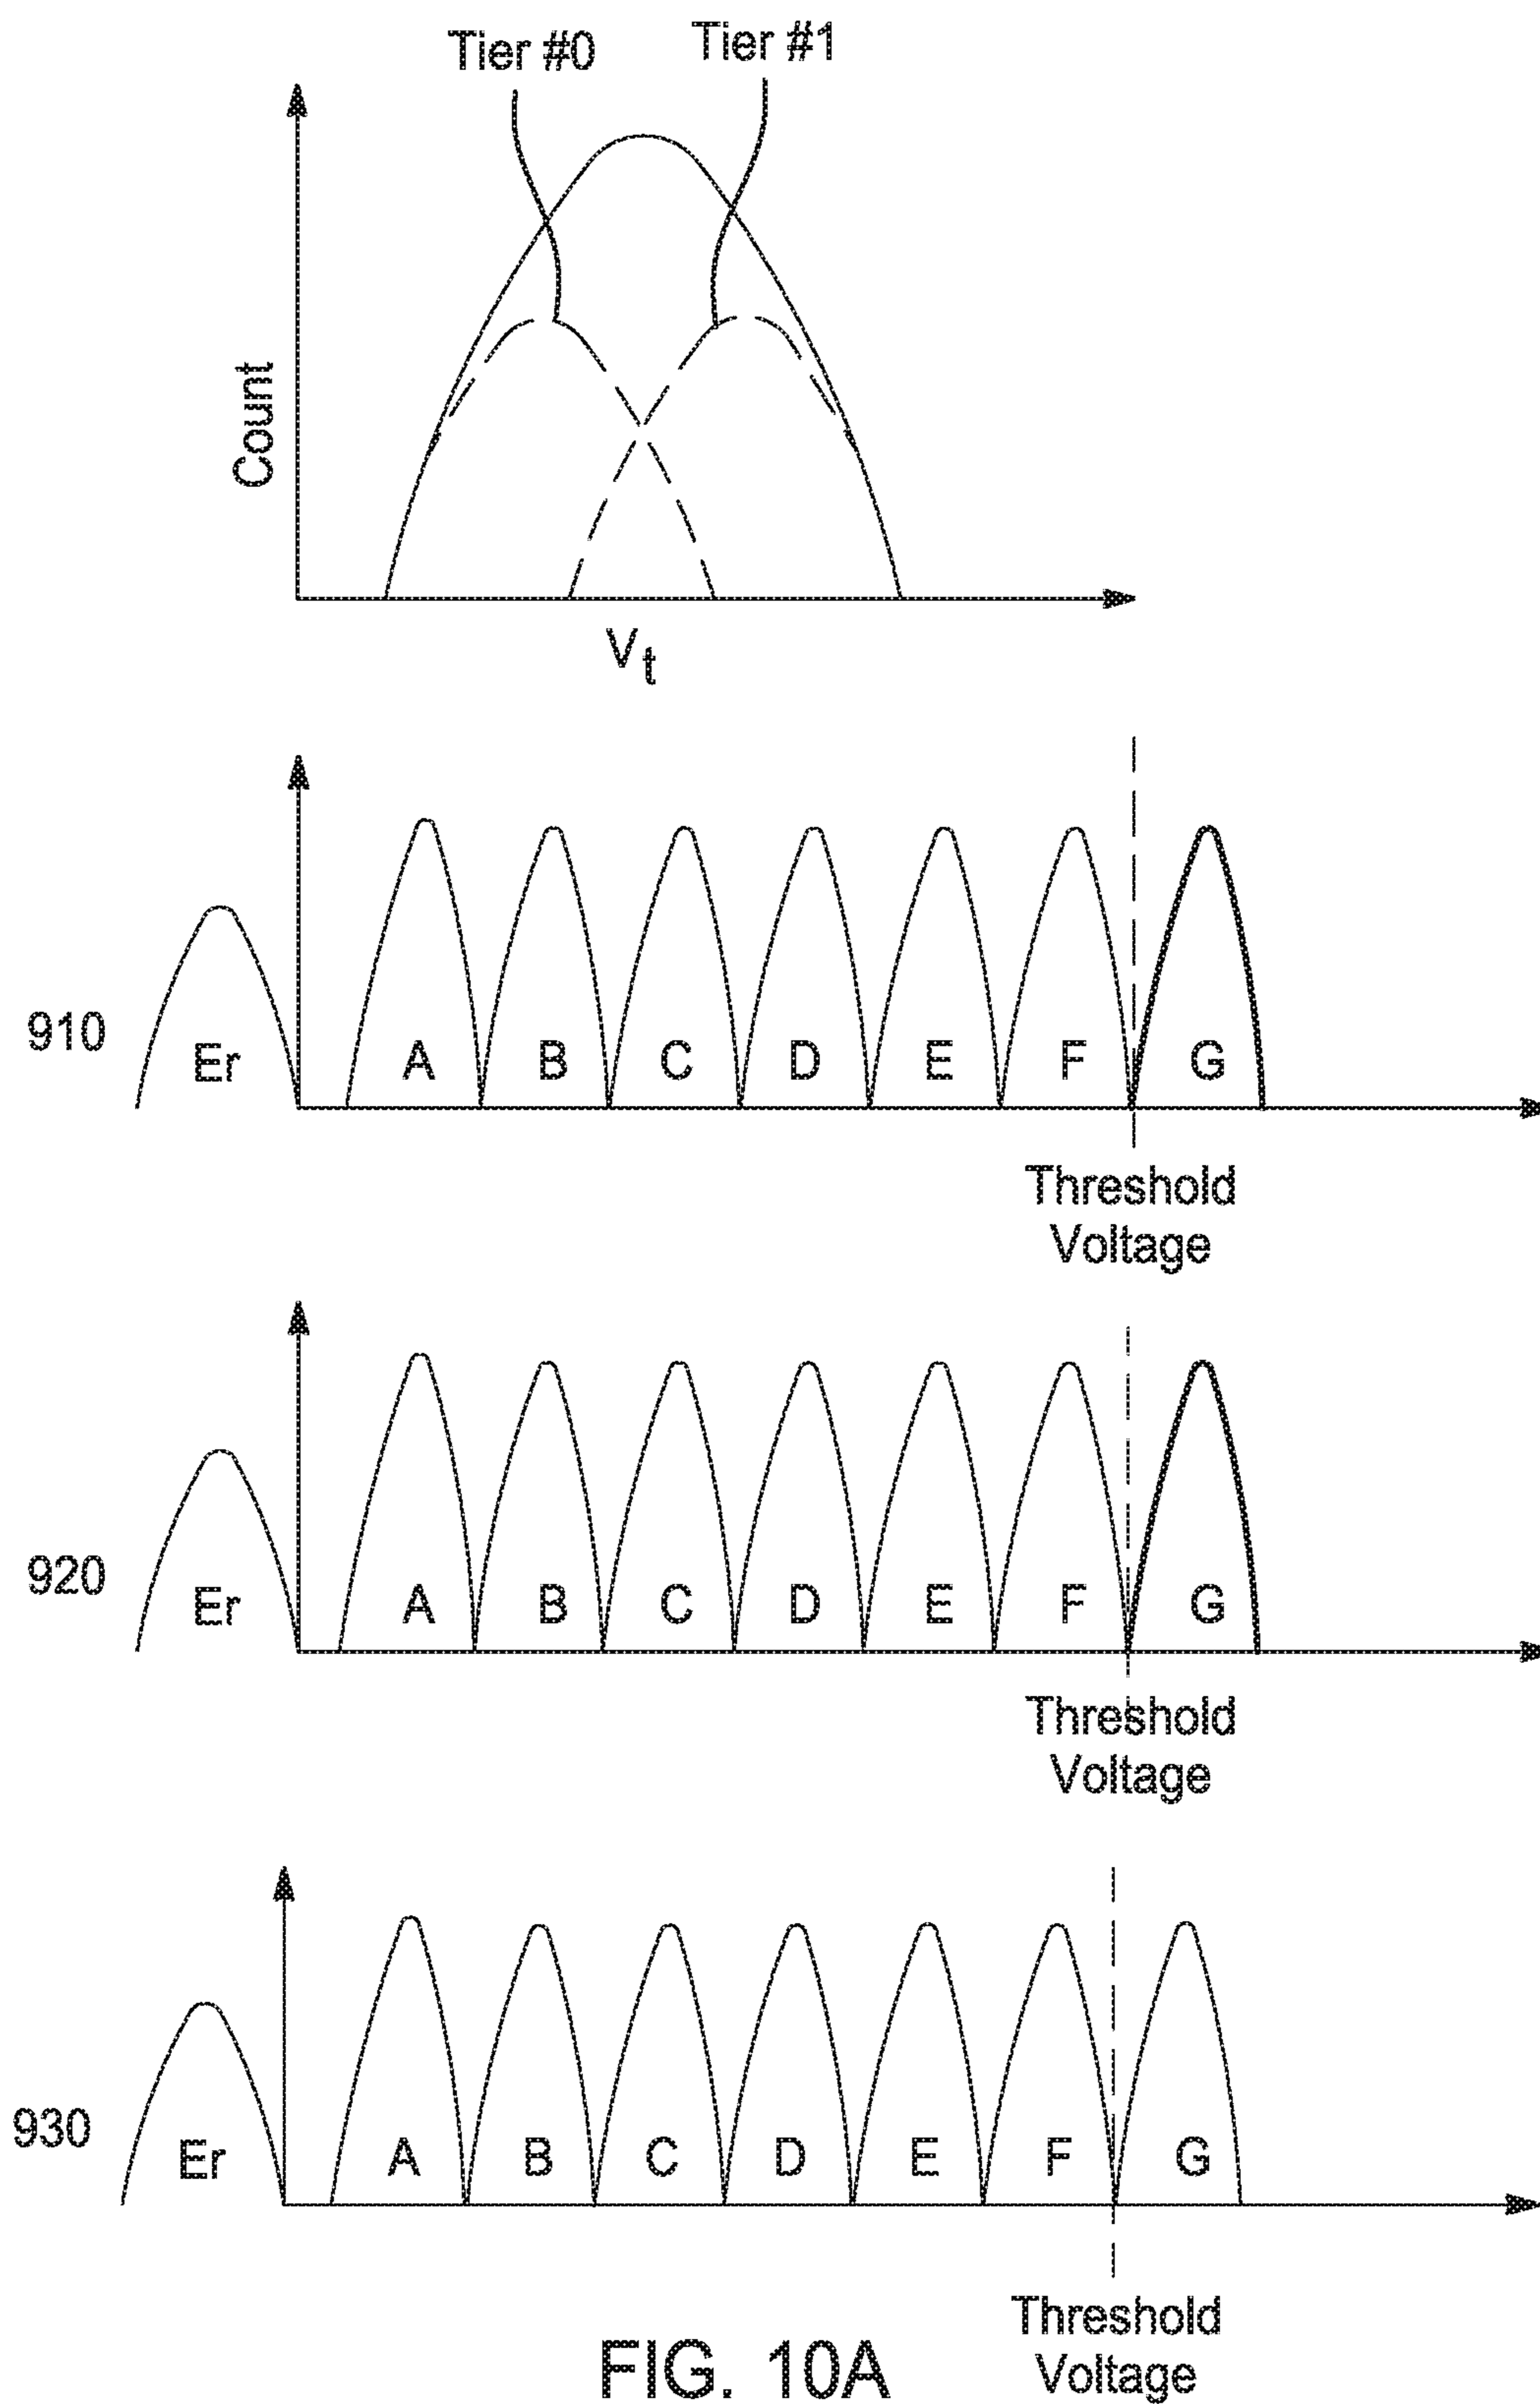 Tier #0 Tier #1
Count
Vt
910 Er A B C D E F G
Threshold
Voltage
920 Er A B C D E F G
Threshold
Voltage
930 Er A B C D E F G
Threshold
Voltage
FIG. 10A